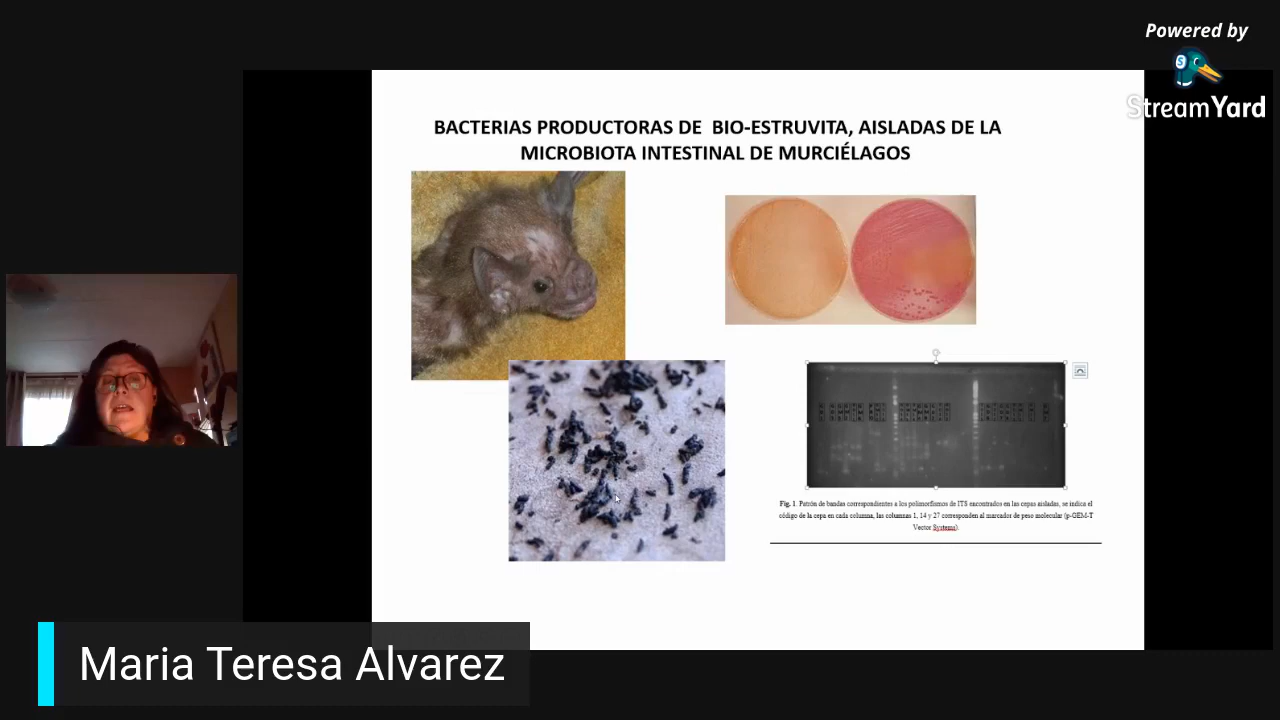 Powered by
StreamYard
BACTERIAS PRODUCTORAS DE BIO-ESTRUVITA, AISLADAS DE LA
MICROBIOTA INTESTINAL DE MURCIÉLAGOS
Fig. 1. Patrón de bandas correspondientes a los polimorfismos de ITS encontrados en las cepas aisladas, se indica el
código de la cepa en cada columna, las columnas 1, 14 y 27 corresponden al marcador de peso molecular (p-GEM-T
Vector Systems).
Maria Teresa Alvarez